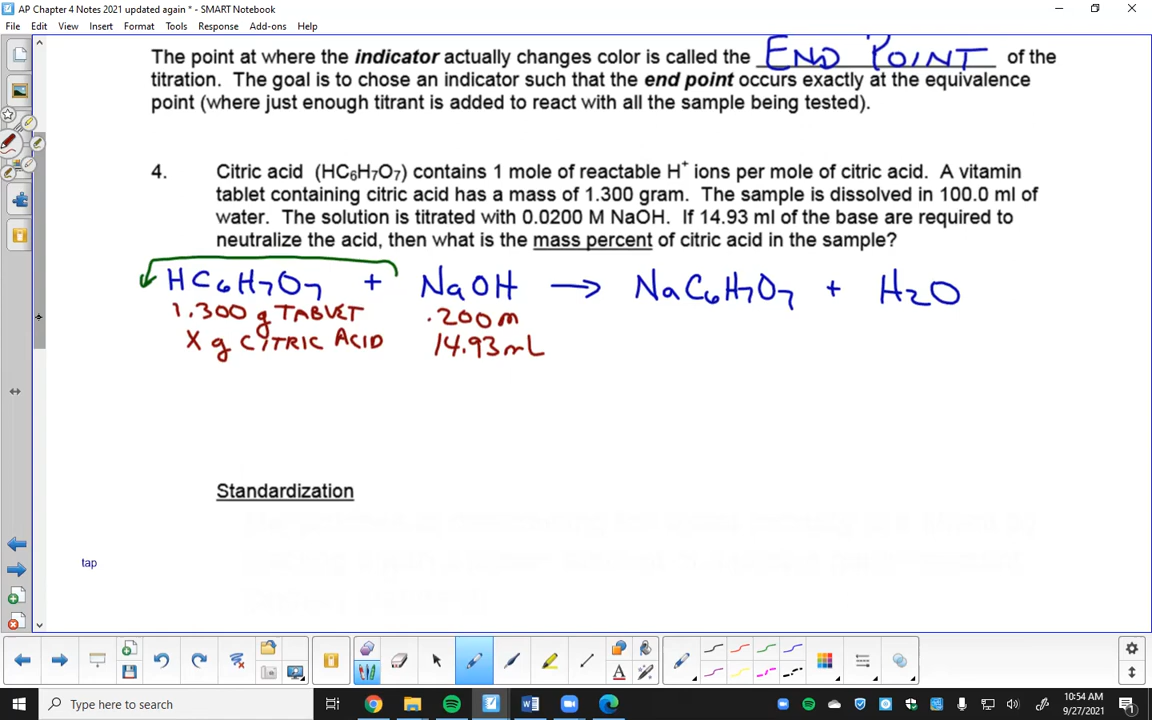 AP Chapter 4 Notes 2021 updated again * - SMART Notebook
File Edit View Insert Format Tools Response Add-ons Help
The point at where the indicator actually changes color is called the END POINT of the
titration. The goal is to chose an indicator such that the end point occurs exactly at the equivalence
point (where just enough titrant is added to react with all the sample being tested).
4. Citric acid (HC₆H₇O₇) contains 1 mole of reactable H⁺ ions per mole of citric acid. A vitamin
tablet containing citric acid has a mass of 1.300 gram. The sample is dissolved in 100.0 ml of
water. The solution is titrated with 0.0200 M NaOH. If 14.93 ml of the base are required to
neutralize the acid, then what is the mass percent of citric acid in the sample?
HC₆H₇O₇ + NaOH → NaC₆H₇O₇ + H₂O
1.300 g TABLET .200 m
X g CITRIC ACID 14.93 mL
Standardization
tap
Type here to search
10:54 AM
9/27/2021